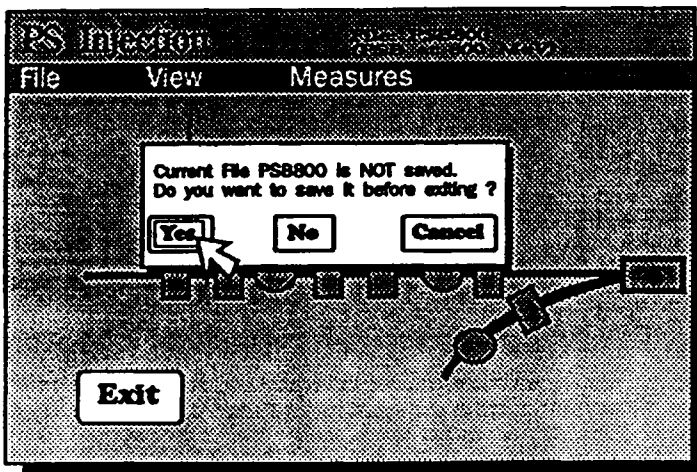 PS Injection
File View Measures
Current File PS8800 is NOT saved.
Do you want to save it before exiting ?
Yes No Cancel
Exit